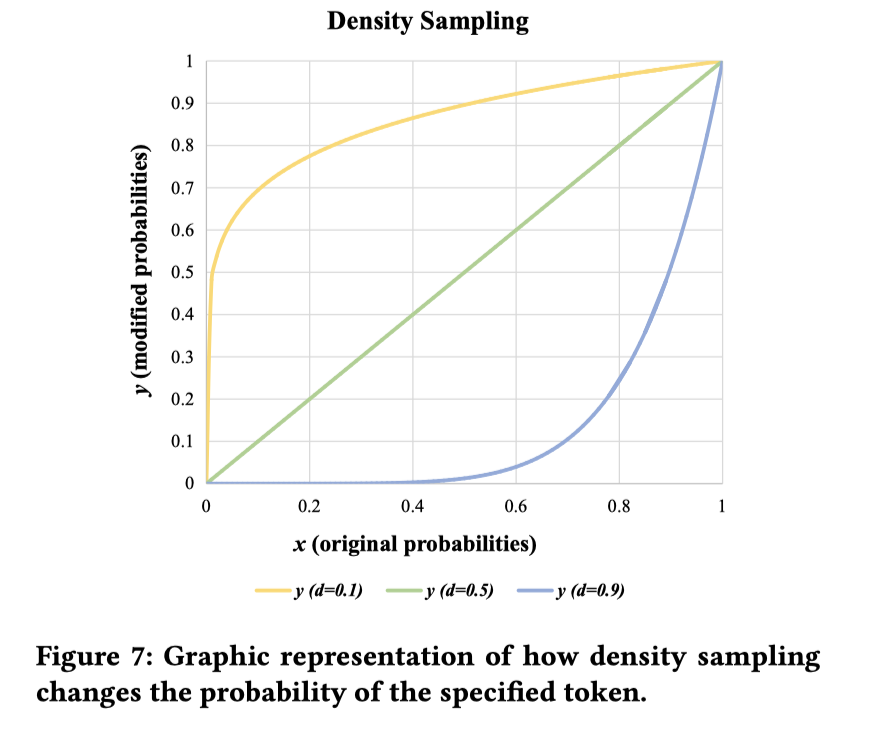 Density Sampling
1
0.9
0.8
0.7
0.6
0.5
0.4
0.3
0.2
0.1
0
y (modified probabilities)
0 0.2 0.4 0.6 0.8 1
x (original probabilities)
y (d=0.1) y (d=0.5) y (d=0.9)
Figure 7: Graphic representation of how density sampling
changes the probability of the specified token.